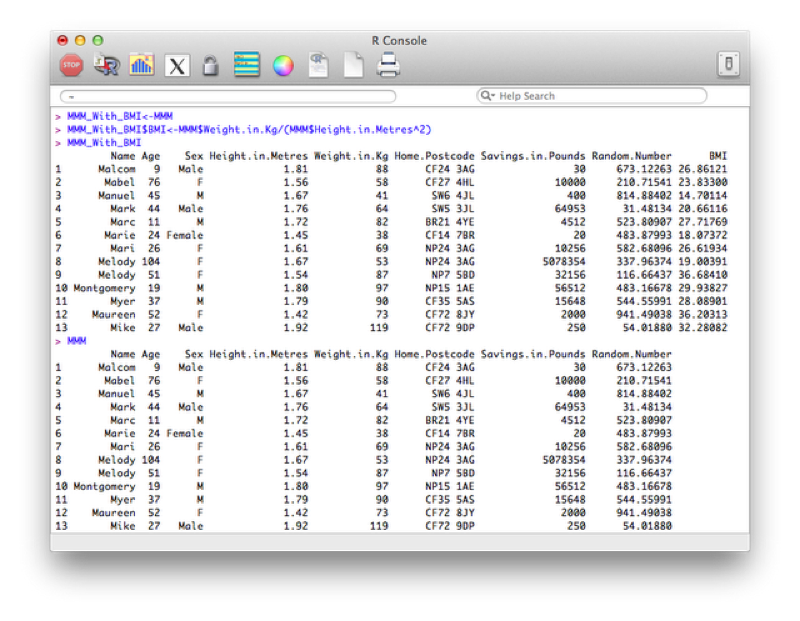 R Console
STOP
R
X
Help Search
> MMM_With_BMI<-MMM
> MMM_With_BMI$BMI<-MMM$Weight.in.Kg/(MMM$Height.in.Metres^2)
> MMM_With_BMI
Name Age Sex Height.in.Metres Weight.in.Kg Home.Postcode Savings.in.Pounds Random.Number BMI
1 Malcom 9 Male 1.81 88 CF24 3AG 30 673.12263 26.86121
2 Mabel 76 F 1.56 58 CF27 4HL 10000 210.71541 23.83300
3 Manuel 45 M 1.67 41 SW6 4JL 400 814.88402 14.70114
4 Mark 44 Male 1.76 64 SW5 3JL 64953 31.48134 20.66116
5 Marc 11 M 1.72 82 BR21 4YE 4512 523.80907 27.71769
6 Marie 24 Female 1.45 38 CF14 7BR 20 483.87993 18.07372
7 Mari 26 F 1.61 69 NP24 3AG 10256 582.68096 26.61934
8 Melody 104 F 1.67 53 NP24 3AG 5078354 337.96374 19.00391
9 Melody 51 F 1.54 87 NP7 5BD 32156 116.66437 36.68410
10 Montgomery 19 M 1.80 97 NP15 1AE 56512 483.16678 29.93827
11 Myer 37 M 1.79 90 CF35 5AS 15648 544.55991 28.08901
12 Maureen 52 F 1.42 73 CF72 8JY 2000 941.49038 36.20313
13 Mike 27 Male 1.92 119 CF72 9DP 250 54.01880 32.28082
> MMM
Name Age Sex Height.in.Metres Weight.in.Kg Home.Postcode Savings.in.Pounds Random.Number
1 Malcom 9 Male 1.81 88 CF24 3AG 30 673.12263
2 Mabel 76 F 1.56 58 CF27 4HL 10000 210.71541
3 Manuel 45 M 1.67 41 SW6 4JL 400 814.88402
4 Mark 44 Male 1.76 64 SW5 3JL 64953 31.48134
5 Marc 11 M 1.72 82 BR21 4YE 4512 523.80907
6 Marie 24 Female 1.45 38 CF14 7BR 20 483.87993
7 Mari 26 F 1.61 69 NP24 3AG 10256 582.68096
8 Melody 104 F 1.67 53 NP24 3AG 5078354 337.96374
9 Melody 51 F 1.54 87 NP7 5BD 32156 116.66437
10 Montgomery 19 M 1.80 97 NP15 1AE 56512 483.16678
11 Myer 37 M 1.79 90 CF35 5AS 15648 544.55991
12 Maureen 52 F 1.42 73 CF72 8JY 2000 941.49038
13 Mike 27 Male 1.92 119 CF72 9DP 250 54.01880